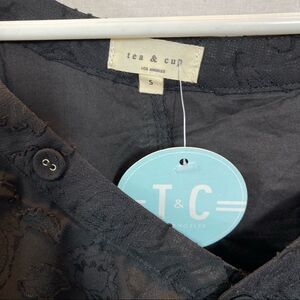 tea & cup
LOS ANGELES
S
T & C